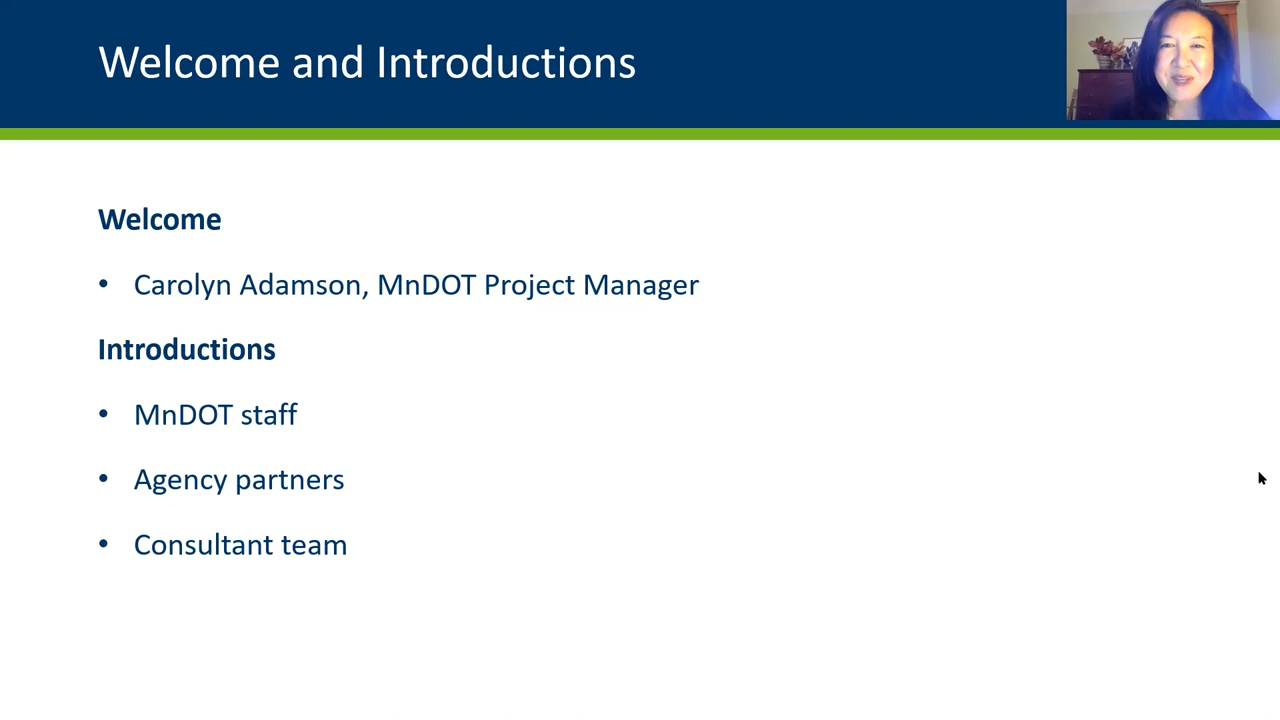 Welcome and Introductions
Welcome
• Carolyn Adamson, MnDOT Project Manager
Introductions
• MnDOT staff
• Agency partners
• Consultant team